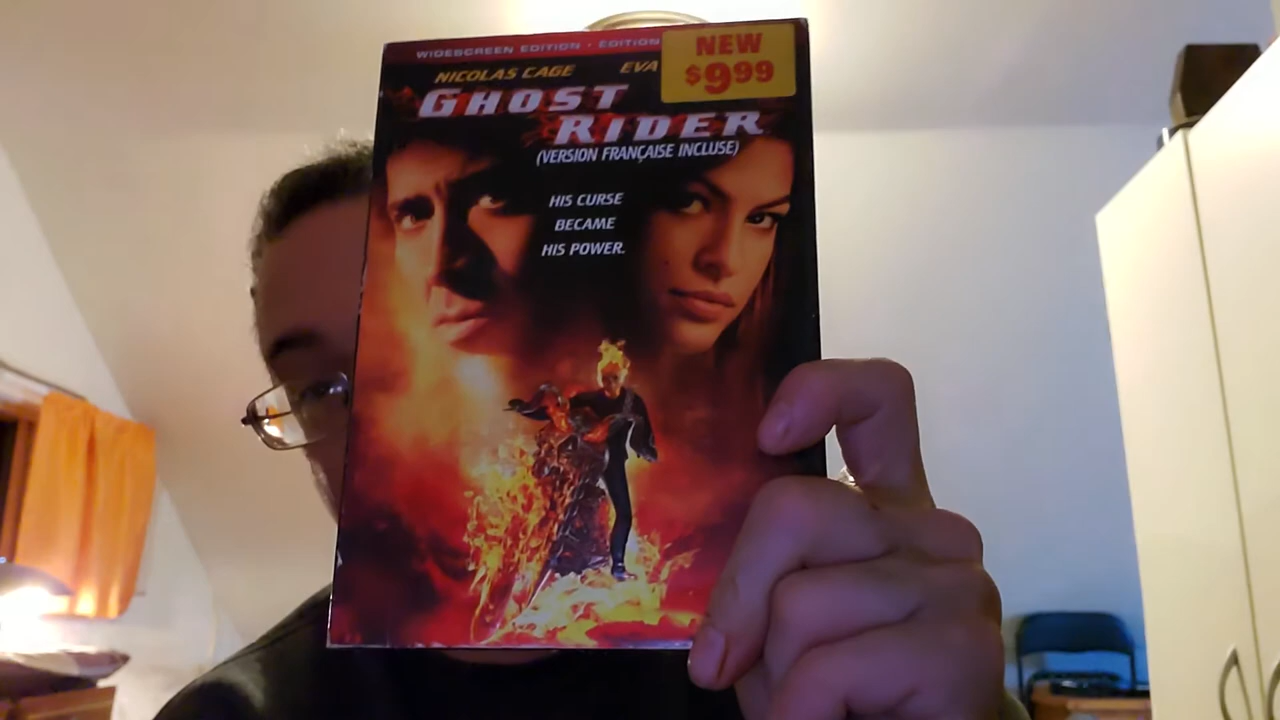 WIDESCREEN EDITION • ÉDITION
NEW
$9.99
NICOLAS CAGE EVA
GHOST
RIDER
(VERSION FRANÇAISE INCLUSE)
HIS CURSE
BECAME
HIS POWER.